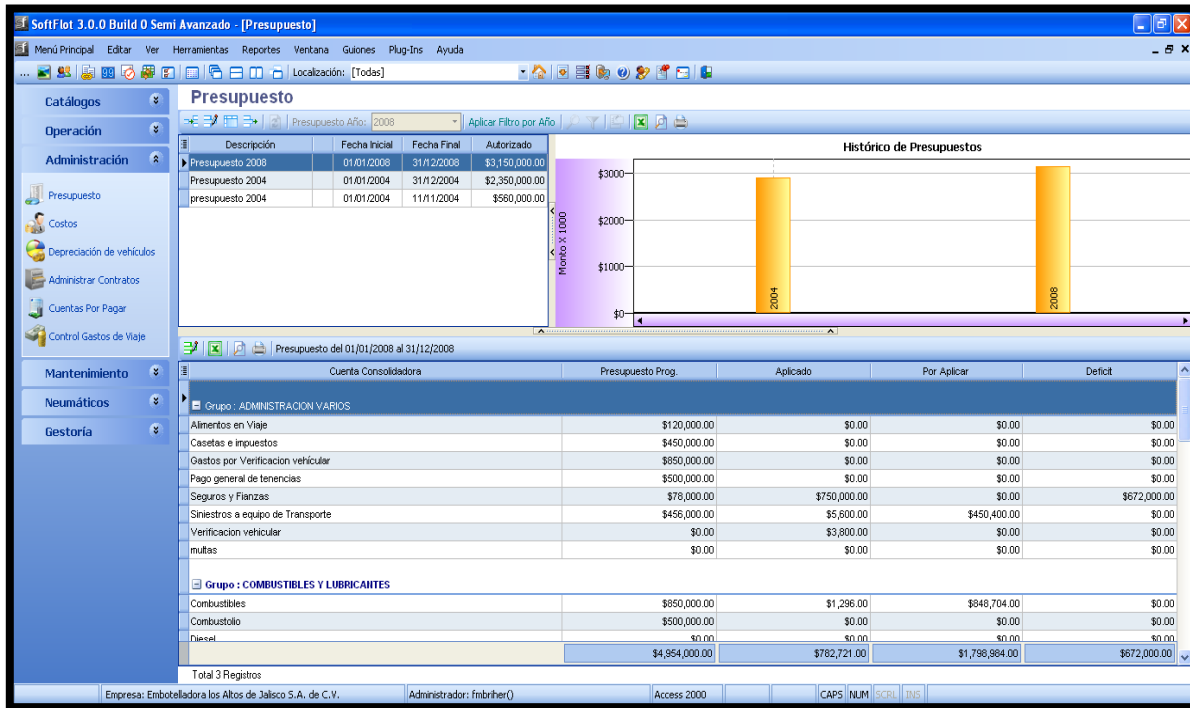 SoftFlot 3.0.0 Build 0 Semi Avanzado - [Presupuesto]
Menú Principal Editar Ver Herramientas Reportes Ventana Guiones Plug-Ins Ayuda
... Localización: [Todas]
Catálogos
Operación
Administración
Presupuesto
Costos
Depreciación de vehículos
Administrar Contratos
Cuentas Por Pagar
Control Gastos de Viaje
Mantenimiento
Neumáticos
Gestoría
Presupuesto
Presupuesto Año: 2008 Aplicar Filtro por Año
Descripción Fecha Inicial Fecha Final Autorizado
Presupuesto 2008 01/01/2008 31/12/2008 $3,150,000.00
Presupuesto 2004 01/01/2004 31/12/2004 $2,350,000.00
presupuesto 2004 01/01/2004 11/11/2004 $560,000.00
Histórico de Presupuestos
Monto X 1000
$3000
$2000
$1000
$0
2004
2008
Presupuesto del 01/01/2008 al 31/12/2008
Cuenta Consolidadora Presupuesto Prog. Aplicado Por Aplicar Deficit
Grupo : ADMINISTRACION VARIOS
Alimentos en Viaje $120,000.00 $0.00 $0.00 $0.00
Casetas e impuestos $450,000.00 $0.00 $0.00 $0.00
Gastos por Verificacion vehícular $850,000.00 $0.00 $0.00 $0.00
Pago general de tenencias $500,000.00 $0.00 $0.00 $0.00
Seguros y Fianzas $78,000.00 $750,000.00 $0.00 $672,000.00
Siniestros a equipo de Transporte $456,000.00 $5,600.00 $450,400.00 $0.00
Verificacion vehicular $0.00 $3,800.00 $0.00 $0.00
multas $0.00 $0.00 $0.00 $0.00
Grupo : COMBUSTIBLES Y LUBRICANTES
Combustibles $850,000.00 $1,296.00 $848,704.00 $0.00
Combustolio $500,000.00 $0.00 $0.00 $0.00
Diesel $0.00 $0.00 $0.00 $0.00
$4,954,000.00 $782,721.00 $1,798,984.00 $672,000.00
Total 3 Registros
Empresa: Embotelladora los Altos de Jalisco S.A. de C.V. Administrador: fmbriher() Access 2000 CAPS NUM SCRL INS